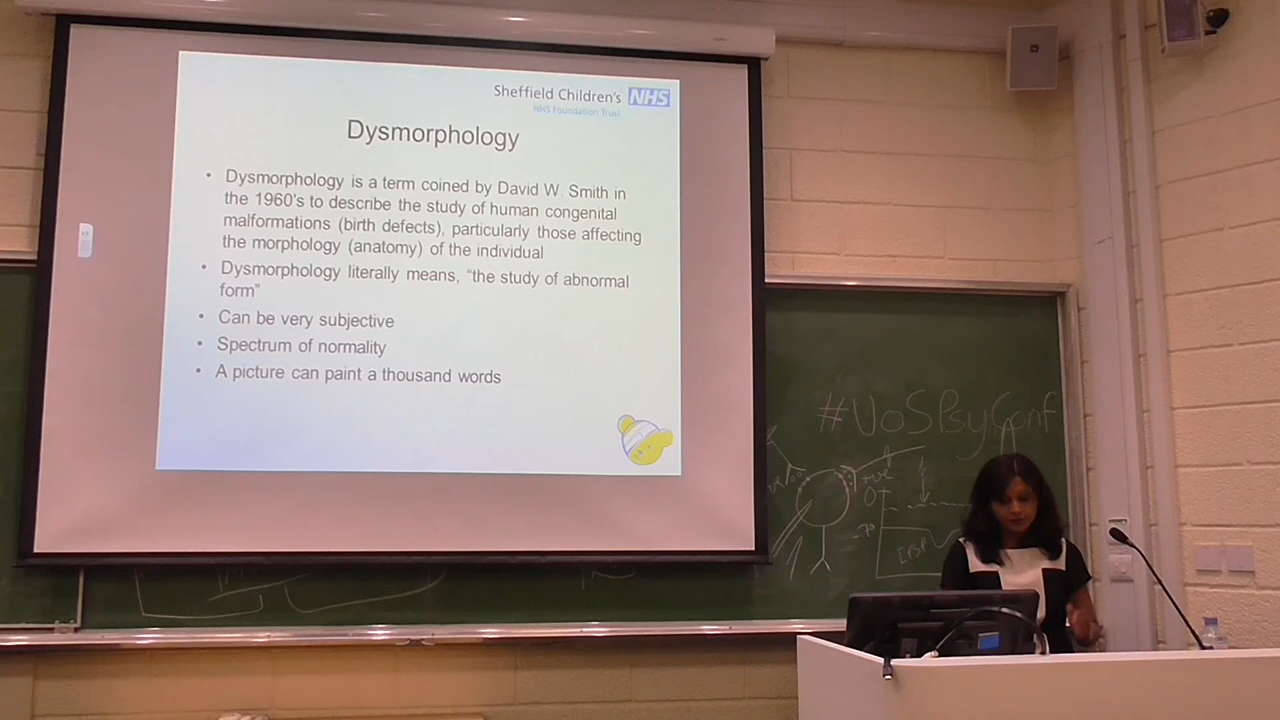 Sheffield Children's NHS
NHS Foundation Trust
Dysmorphology
• Dysmorphology is a term coined by David W. Smith in
the 1960's to describe the study of human congenital
malformations (birth defects), particularly those affecting
the morphology (anatomy) of the individual
• Dysmorphology literally means, “the study of abnormal
form”
• Can be very subjective
• Spectrum of normality
• A picture can paint a thousand words
#UoSPsyConf
+ve
0